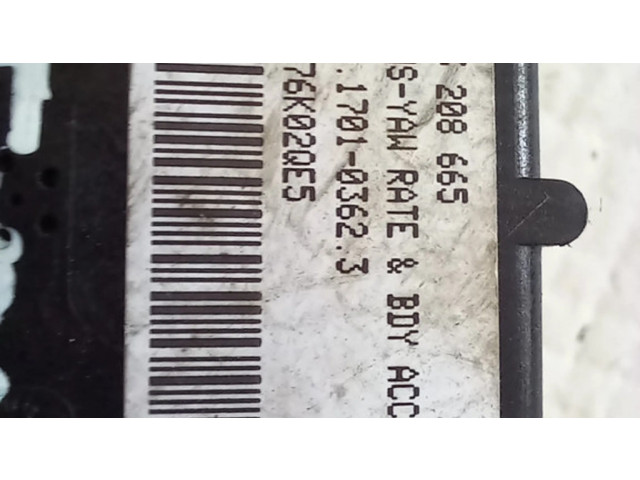 208 665
S-YAW RATE & BDY ACC
.1701-0362.3
76K02QE5